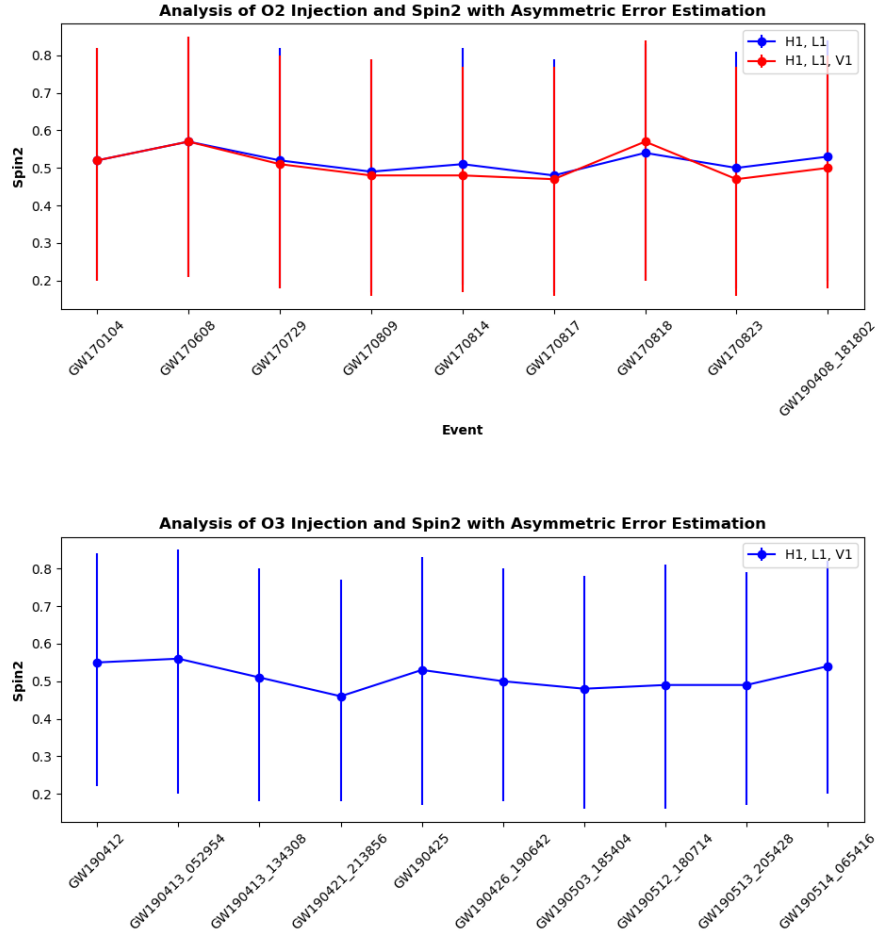 Analysis of O2 Injection and Spin2 with Asymmetric Error Estimation
H1, L1
H1, L1, V1
0.8
0.7
0.6
0.5
0.4
0.3
0.2
Spin2
GW170104
GW170608
GW170729
GW170809
GW170814
GW170817
GW170818
GW170823
GW190408_181802
Event
Analysis of O3 Injection and Spin2 with Asymmetric Error Estimation
H1, L1, V1
0.8
0.7
0.6
0.5
0.4
0.3
0.2
Spin2
GW190412
GW190413_052954
GW190413_134308
GW190421_213856
GW190425
GW190426_190642
GW190503_185404
GW190512_180714
GW190513_205428
GW190514_065416